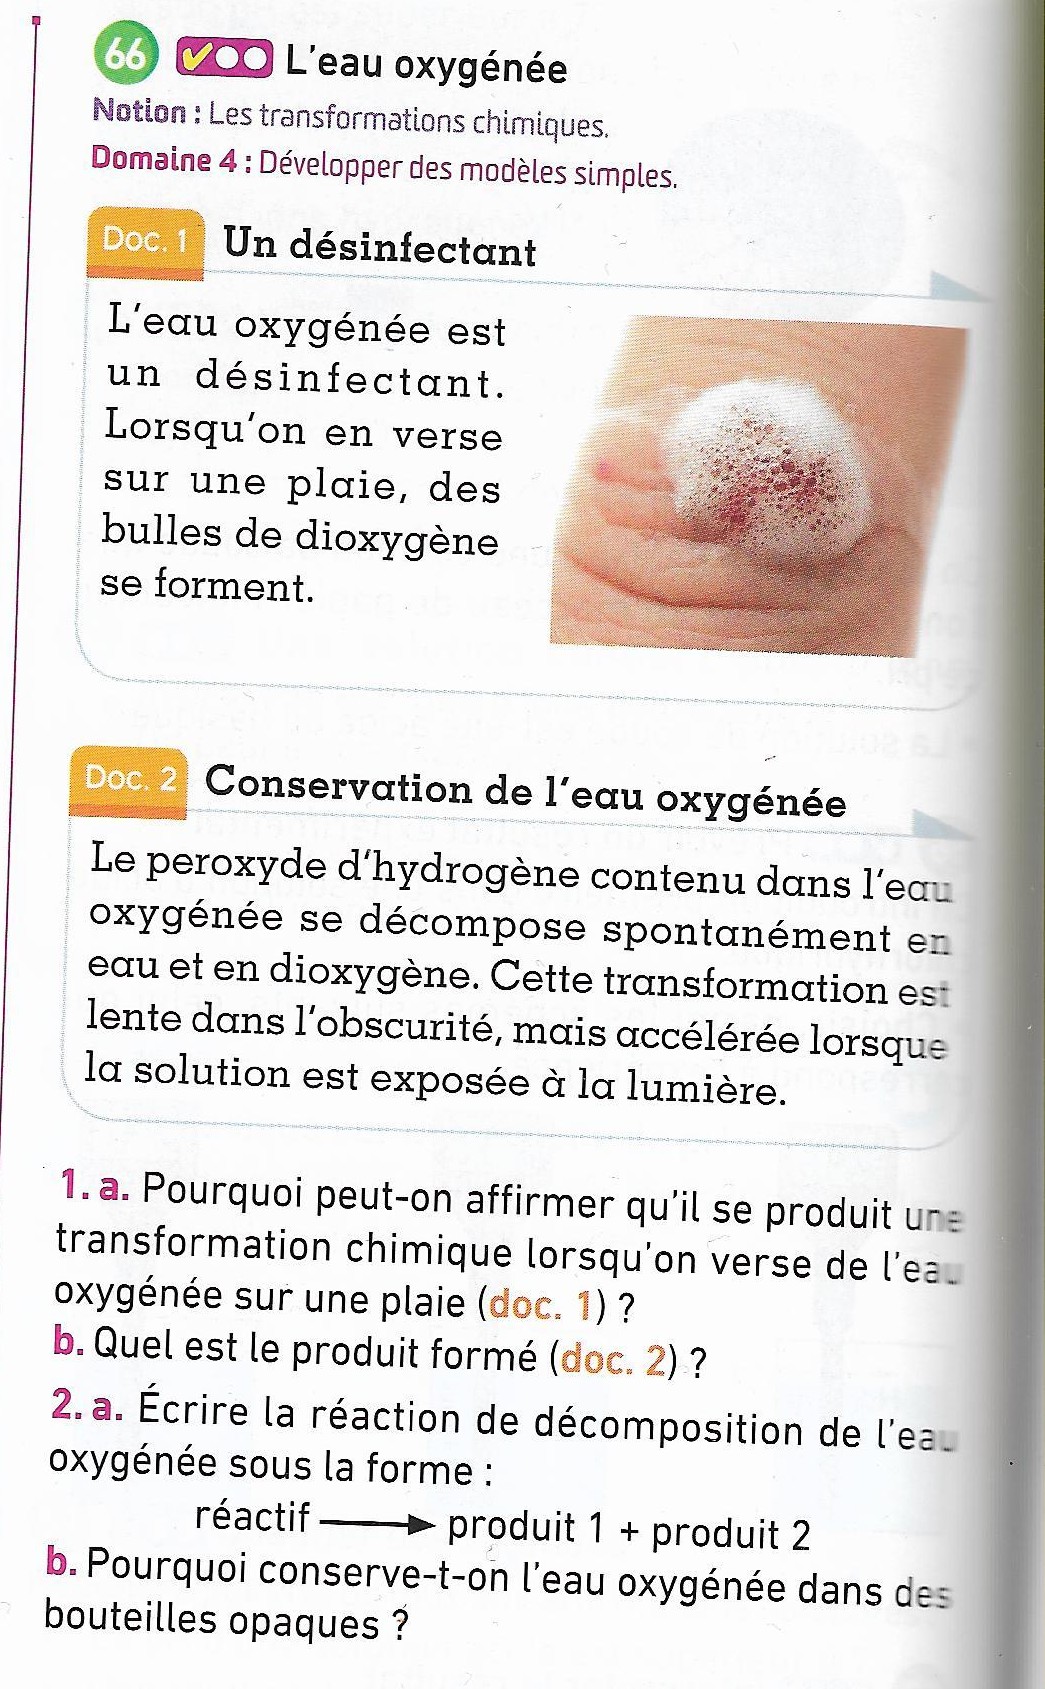 66 L'eau oxygénée
Notion : Les transformations chimiques.
Domaine 4 : Développer des modèles simples.
Doc. 1 Un désinfectant
L'eau oxygénée est
un désinfectant.
Lorsqu'on en verse
sur une plaie, des
bulles de dioxygène
se forment.
Doc. 2 Conservation de l'eau oxygénée
Le peroxyde d'hydrogène contenu dans l'eau
oxygénée se décompose spontanément en
eau et en dioxygène. Cette transformation est
lente dans l'obscurité, mais accélérée lorsque
la solution est exposée à la lumière.
1. a. Pourquoi peut-on affirmer qu'il se produit une
transformation chimique lorsqu'on verse de l'eau
oxygénée sur une plaie (doc. 1) ?
b. Quel est le produit formé (doc. 2) ?
2. a. Écrire la réaction de décomposition de l'eau
oxygénée sous la forme :
réactif → produit 1 + produit 2
b. Pourquoi conserve-t-on l'eau oxygénée dans des
bouteilles opaques ?